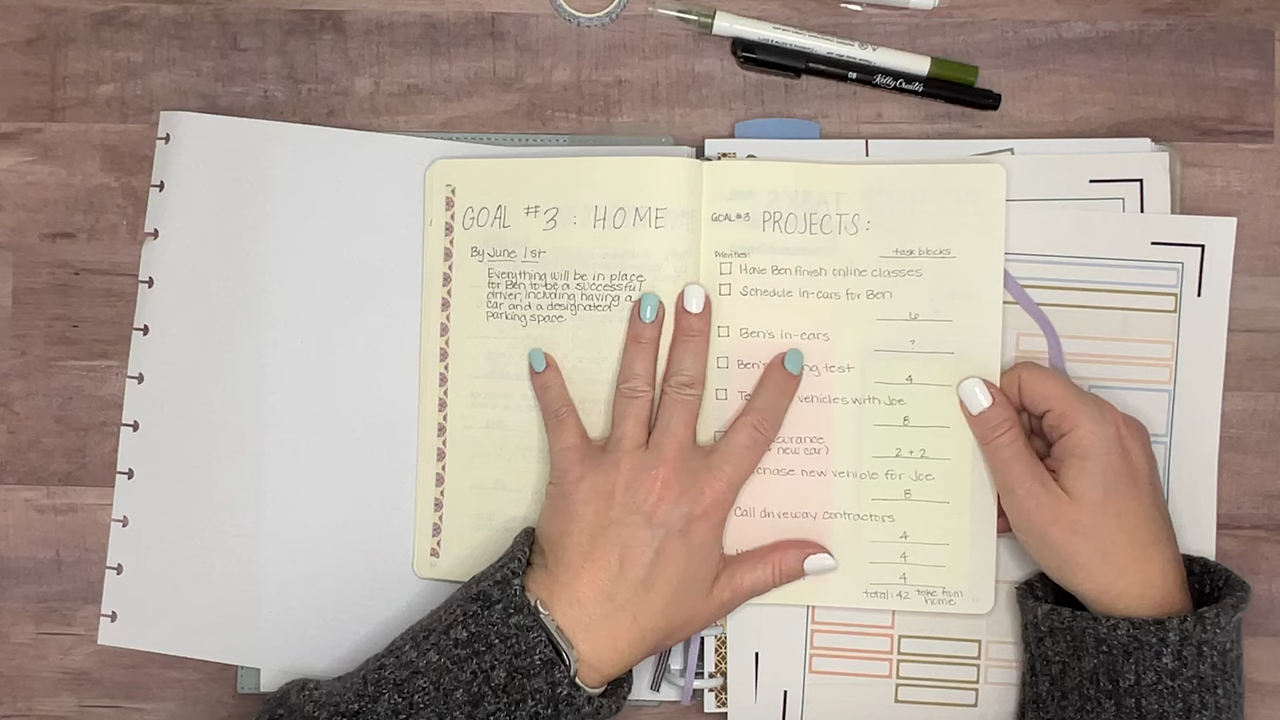 Kelly Creates
GOAL #3 : HOME
By June 1st
Everything will be in place
for Ben to be a successful
driver, including having a
car and a designated
parking space.
GOAL #3 PROJECTS:
Priorities:
task blocks
Have Ben finish online classes
Schedule in-cars for Ben
6
Ben's in-cars
?
Ben's test
4
vehicles with Joe
8
new car)
2 + 2
new vehicle for Joe
8
Call driveway contractors
4
4
4
total: 42 take from
home